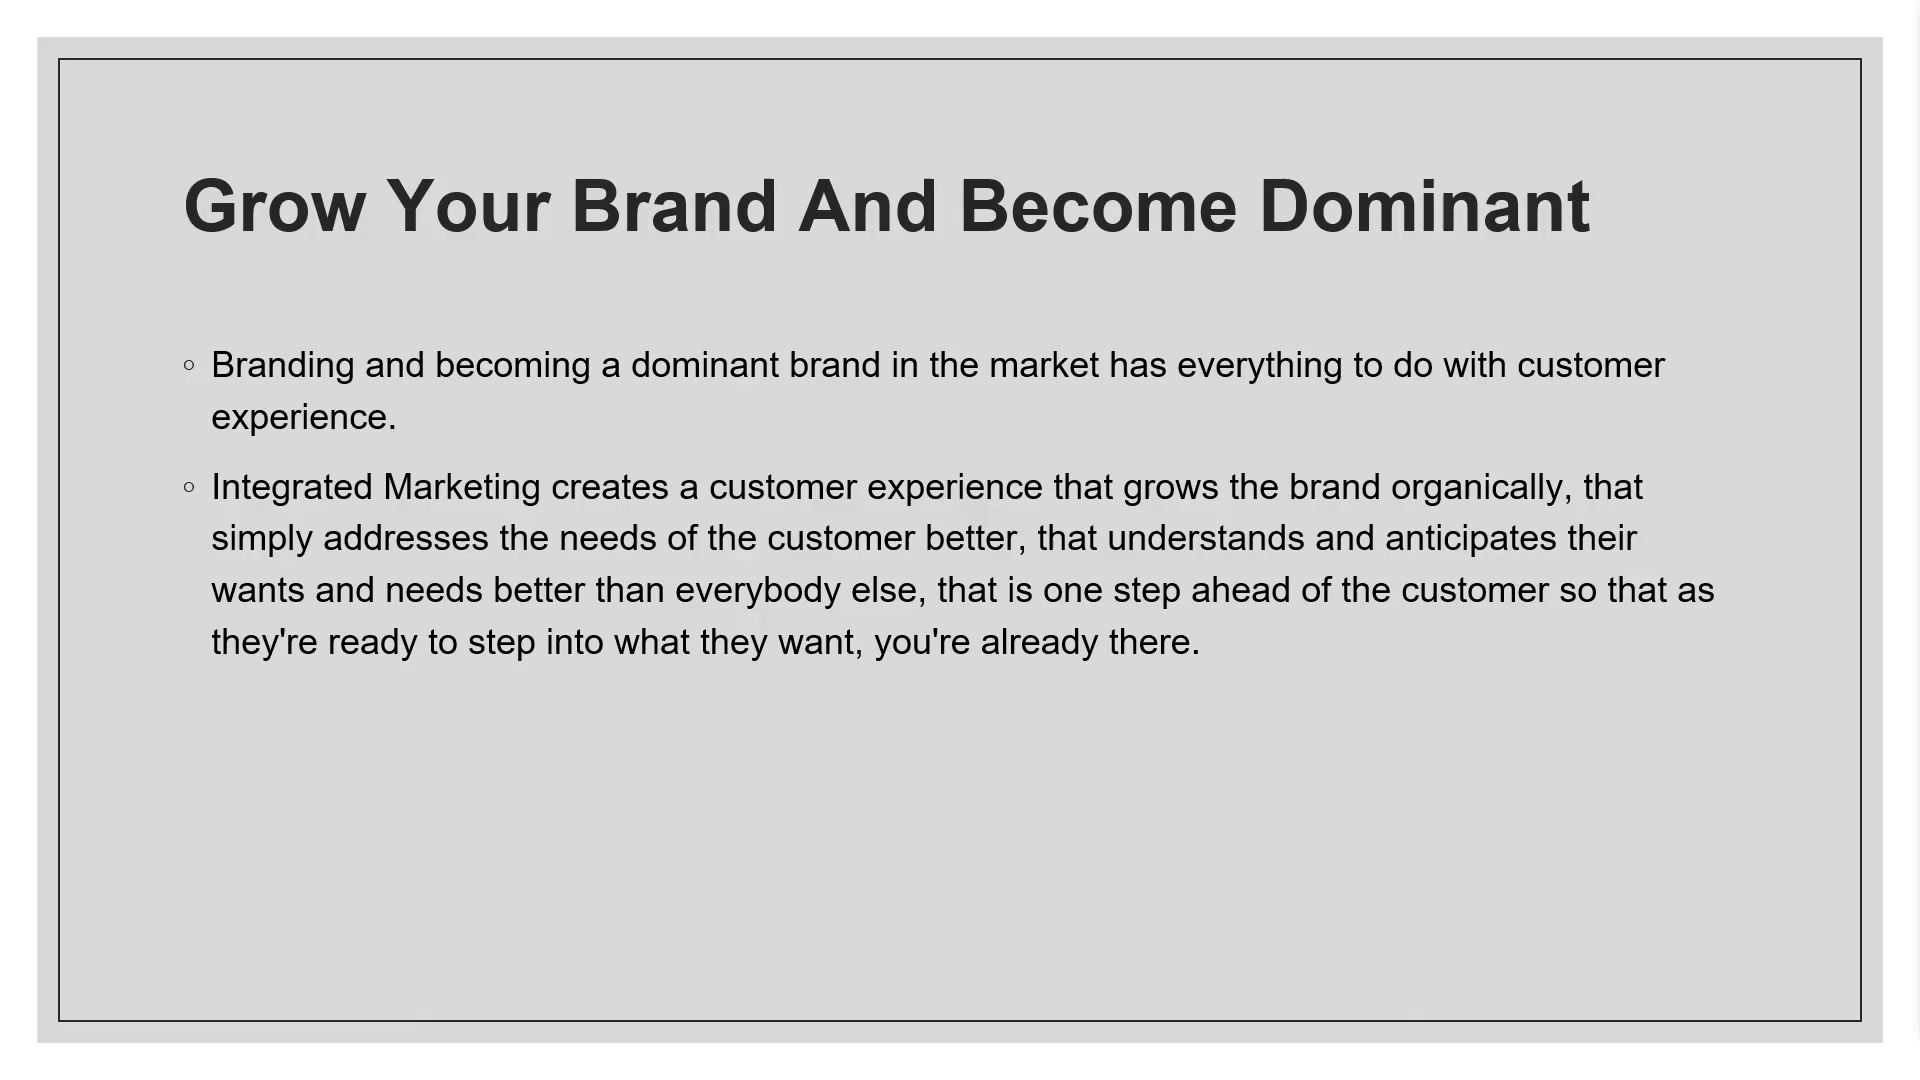 Grow Your Brand And Become Dominant
◦ Branding and becoming a dominant brand in the market has everything to do with customer
experience.
◦ Integrated Marketing creates a customer experience that grows the brand organically, that
simply addresses the needs of the customer better, that understands and anticipates their
wants and needs better than everybody else, that is one step ahead of the customer so that as
they're ready to step into what they want, you're already there.